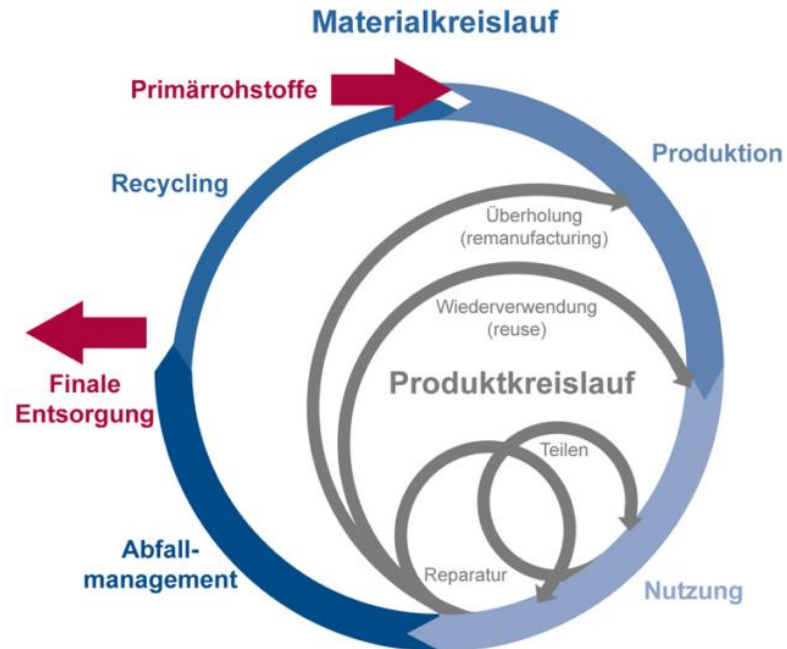 Materialkreislauf
Primärrohstoffe
Produktion
Recycling
Überholung
(remanufacturing)
Wiederverwendung
(reuse)
Produktkreislauf
Finale
Entsorgung
Teilen
Abfall-
management
Reparatur
Nutzung